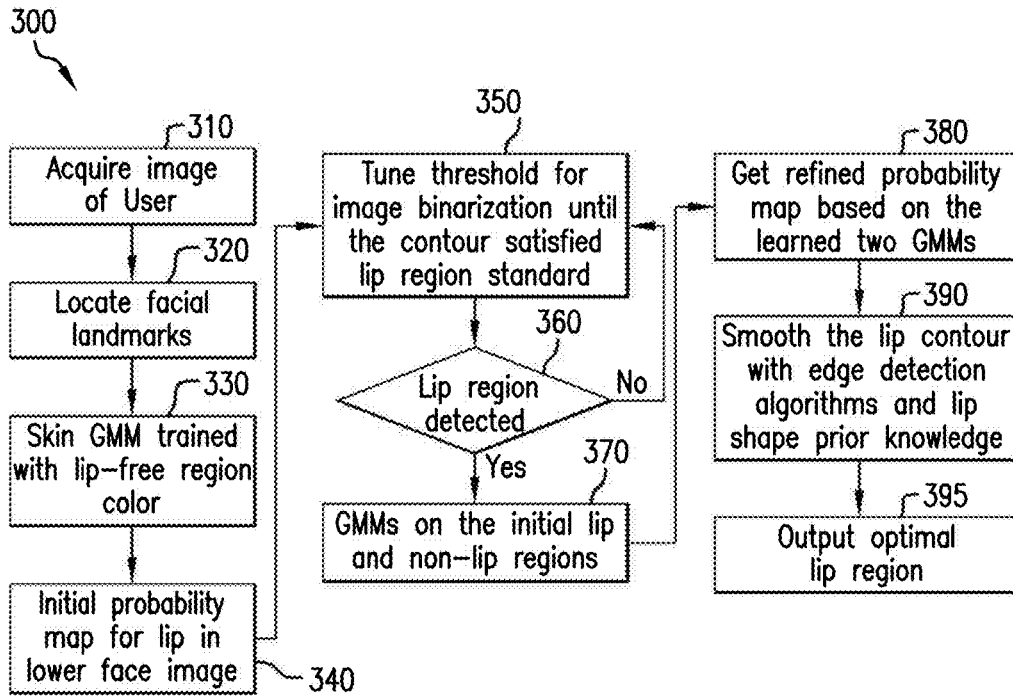 300
310
Acquire image
of User
320
Locate facial
landmarks
330
Skin GMM trained
with lip-free region
color
Initial probability
map for lip in
lower face image
340
350
Tune threshold for
image binarization until
the contour satisfied
lip region standard
360
Lip region
detected
No
Yes
370
GMMs on the initial lip
and non-lip regions
380
Get refined probability
map based on the
learned two GMMs
390
Smooth the lip contour
with edge detection
algorithms and lip
shape prior knowledge
395
Output optimal
lip region